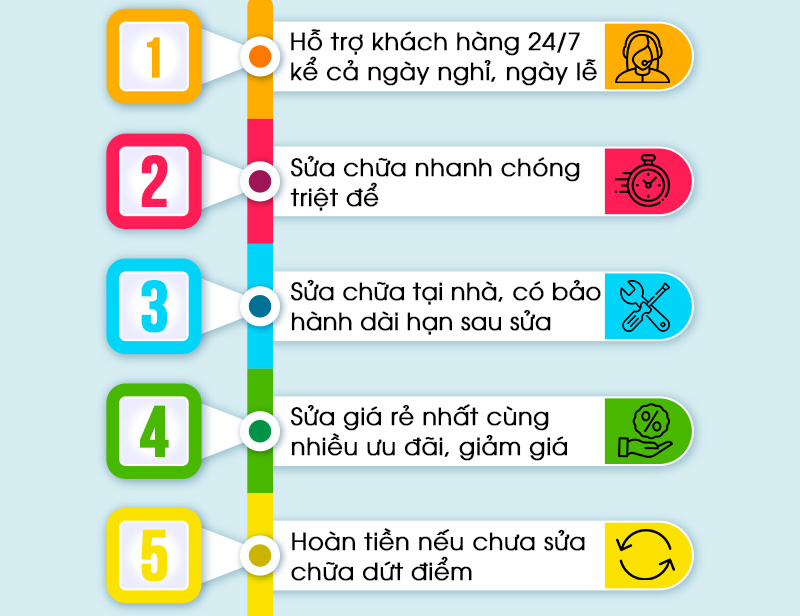 1
Hỗ trợ khách hàng 24/7
kể cả ngày nghỉ, ngày lễ
2
Sửa chữa nhanh chóng
triệt để
3
Sửa chữa tại nhà, có bảo
hành dài hạn sau sửa
4
Sửa giá rẻ nhất cùng
nhiều ưu đãi, giảm giá
%
5
Hoàn tiền nếu chưa sửa
chữa dứt điểm